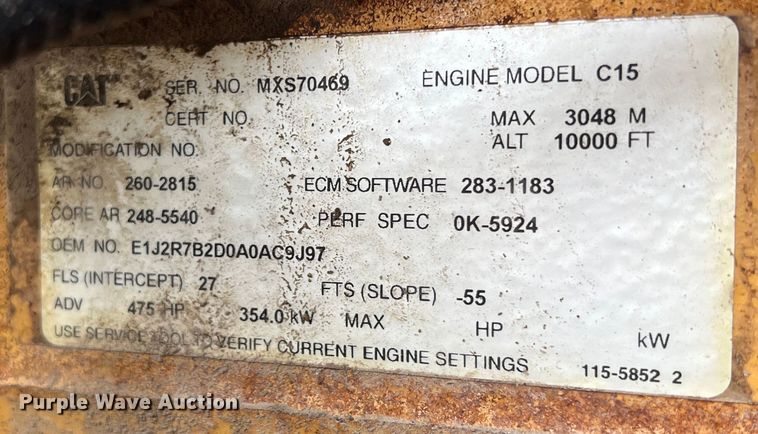 CAT SER. NO. MXS70469 ENGINE MODEL C15
CERT NO. MAX 3048 M
ALT 10000 FT
MODIFICATION NO.
AR NO. 260-2815 ECM SOFTWARE 283-1183
CORE AR 248-5540 PERF SPEC 0K-5924
OEM NO. E1J2R7B2D0A0AC9J97
FLS (INTERCEPT) 27 FTS (SLOPE) -55
ADV 475 HP 354.0 kW MAX HP kW
USE SERVICE TOOL TO VERIFY CURRENT ENGINE SETTINGS 115-5852 2
Purple Wave Auction